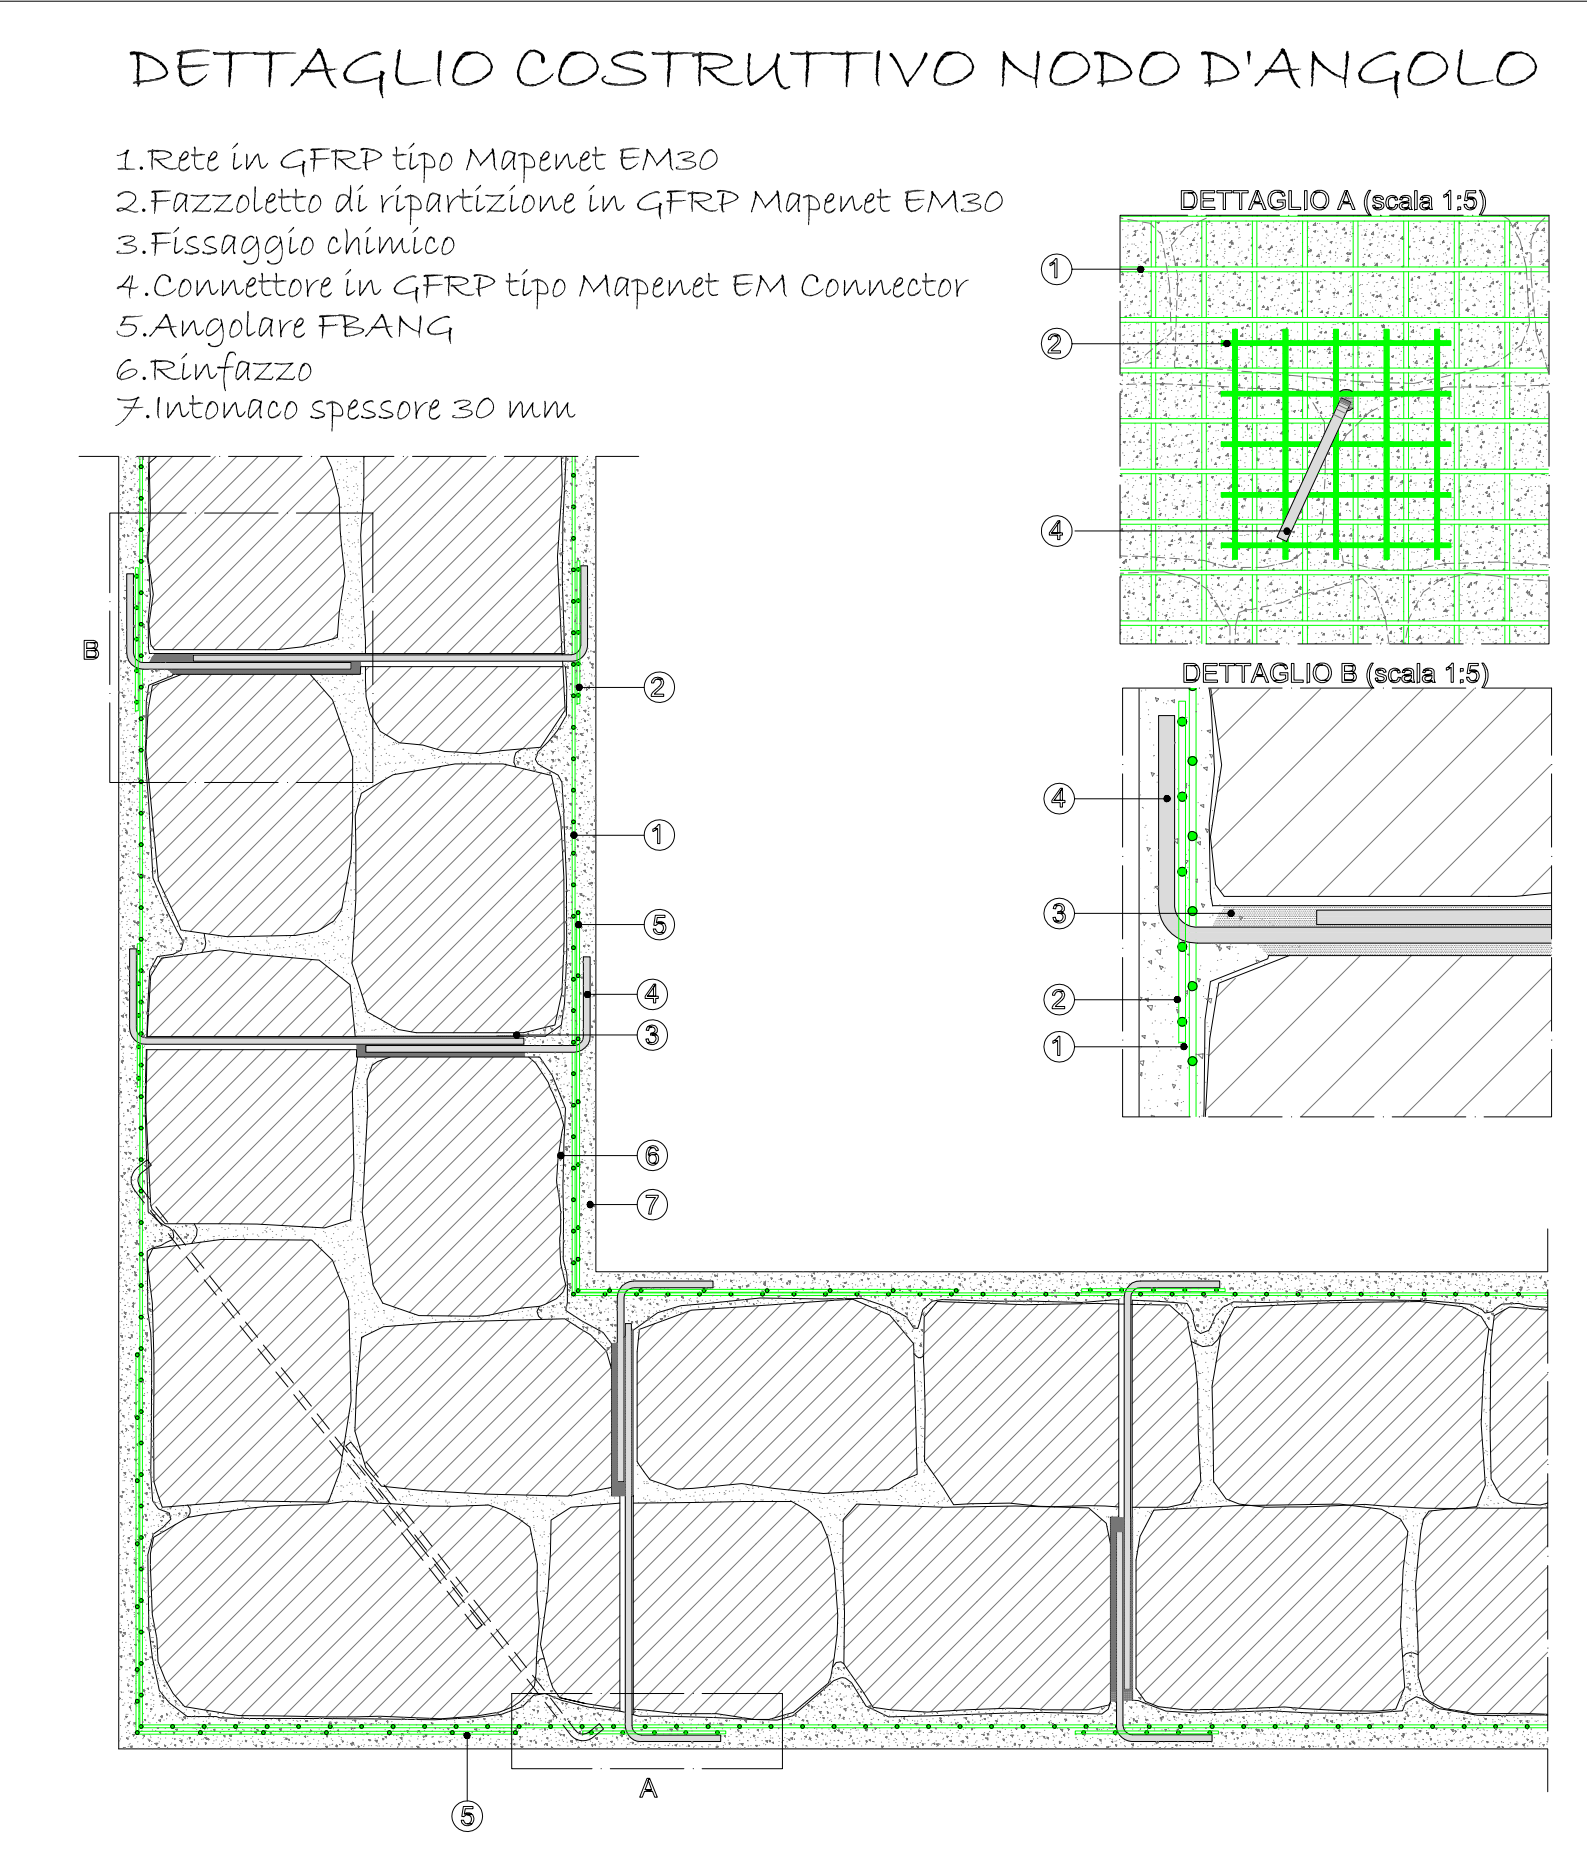 DETTAGLIO COSTRUTTIVO NODO D'ANGOLO
1.Rete in GFRP tipo Mapenet EM30
2.Fazzoletto di ripartizione in GFRP Mapenet EM30
3.Fissaggio chimico
4.Connettore in GFRP tipo Mapenet EM Connector
5.Angolare FBANG
6.Rinfazzo
7.Intonaco spessore 30 mm
DETTAGLIO A (scala 1:5)
1
2
4
DETTAGLIO B (scala 1:5)
4
3
2
1
B
2
1
5
4
3
6
7
A
5